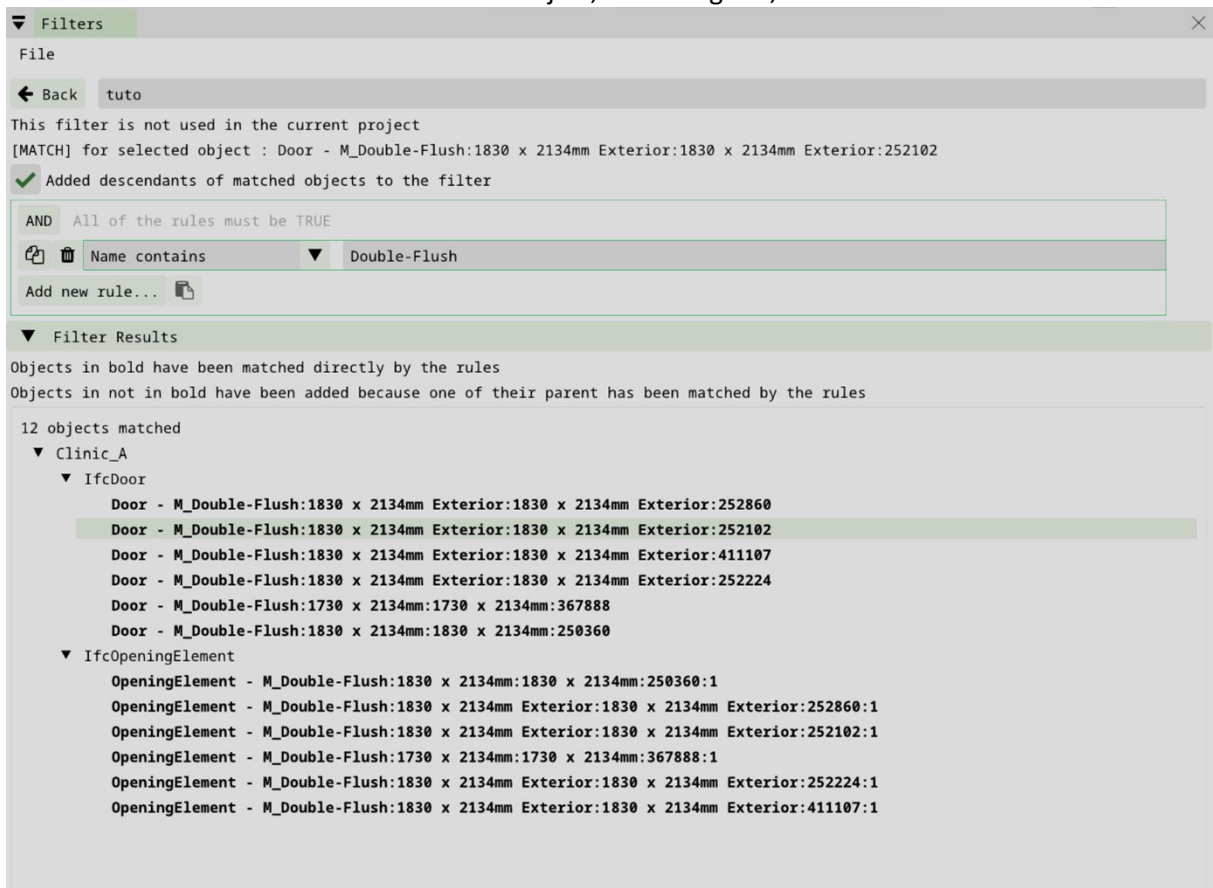 Filters
File
Back tuto
This filter is not used in the current project
[MATCH] for selected object : Door - M_Double-Flush:1830 x 2134mm Exterior:1830 x 2134mm Exterior:252102
Added descendants of matched objects to the filter
AND All of the rules must be TRUE
Name contains Double-Flush
Add new rule...
Filter Results
Objects in bold have been matched directly by the rules
Objects in not in bold have been added because one of their parent has been matched by the rules
12 objects matched
Clinic_A
IfcDoor
Door - M_Double-Flush:1830 x 2134mm Exterior:1830 x 2134mm Exterior:252860
Door - M_Double-Flush:1830 x 2134mm Exterior:1830 x 2134mm Exterior:252102
Door - M_Double-Flush:1830 x 2134mm Exterior:1830 x 2134mm Exterior:411107
Door - M_Double-Flush:1830 x 2134mm Exterior:1830 x 2134mm Exterior:252224
Door - M_Double-Flush:1730 x 2134mm:1730 x 2134mm:367888
Door - M_Double-Flush:1830 x 2134mm:1830 x 2134mm:250360
IfcOpeningElement
OpeningElement - M_Double-Flush:1830 x 2134mm:1830 x 2134mm:250360:1
OpeningElement - M_Double-Flush:1830 x 2134mm Exterior:1830 x 2134mm Exterior:252860:1
OpeningElement - M_Double-Flush:1830 x 2134mm Exterior:1830 x 2134mm Exterior:252102:1
OpeningElement - M_Double-Flush:1730 x 2134mm:1730 x 2134mm:367888:1
OpeningElement - M_Double-Flush:1830 x 2134mm Exterior:1830 x 2134mm Exterior:252224:1
OpeningElement - M_Double-Flush:1830 x 2134mm Exterior:1830 x 2134mm Exterior:411107:1